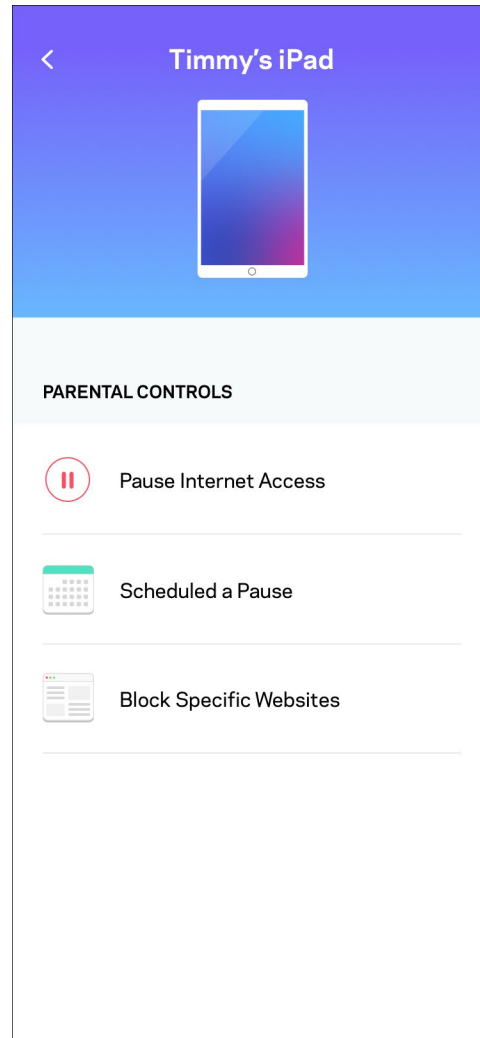 Timmy’s iPad
PARENTAL CONTROLS
Pause Internet Access
Scheduled a Pause
Block Specific Websites